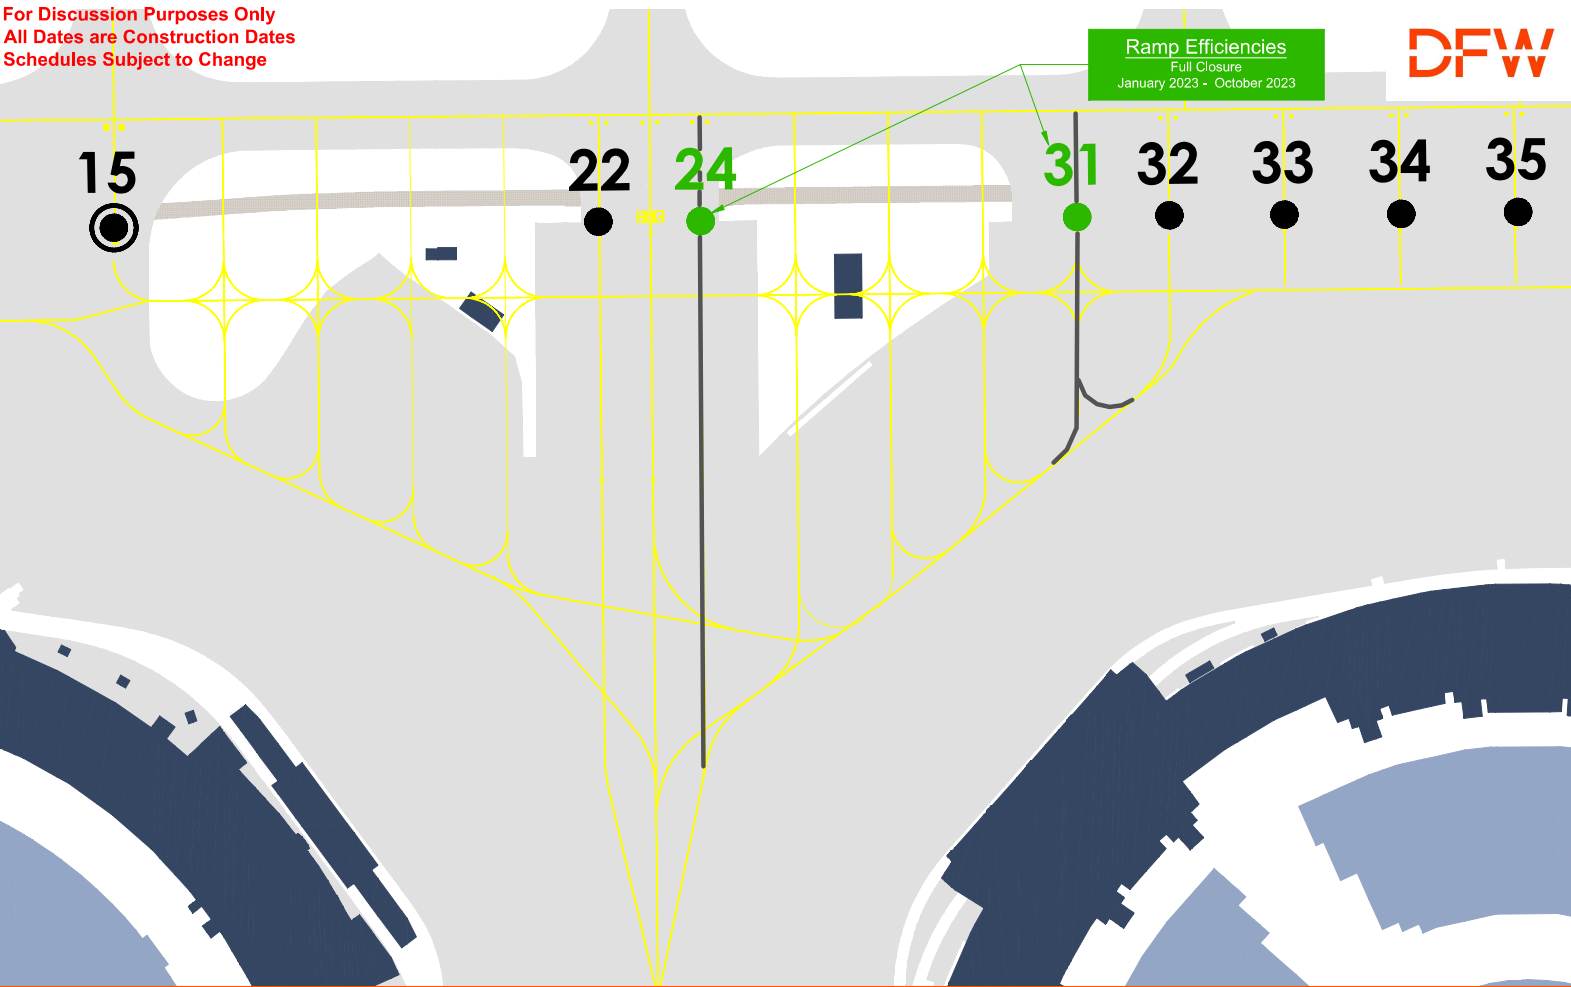 For Discussion Purposes Only
All Dates are Construction Dates
Schedules Subject to Change
Ramp Efficiencies
Full Closure
January 2023 - October 2023
DFW
15
22
24
31
32
33
34
35